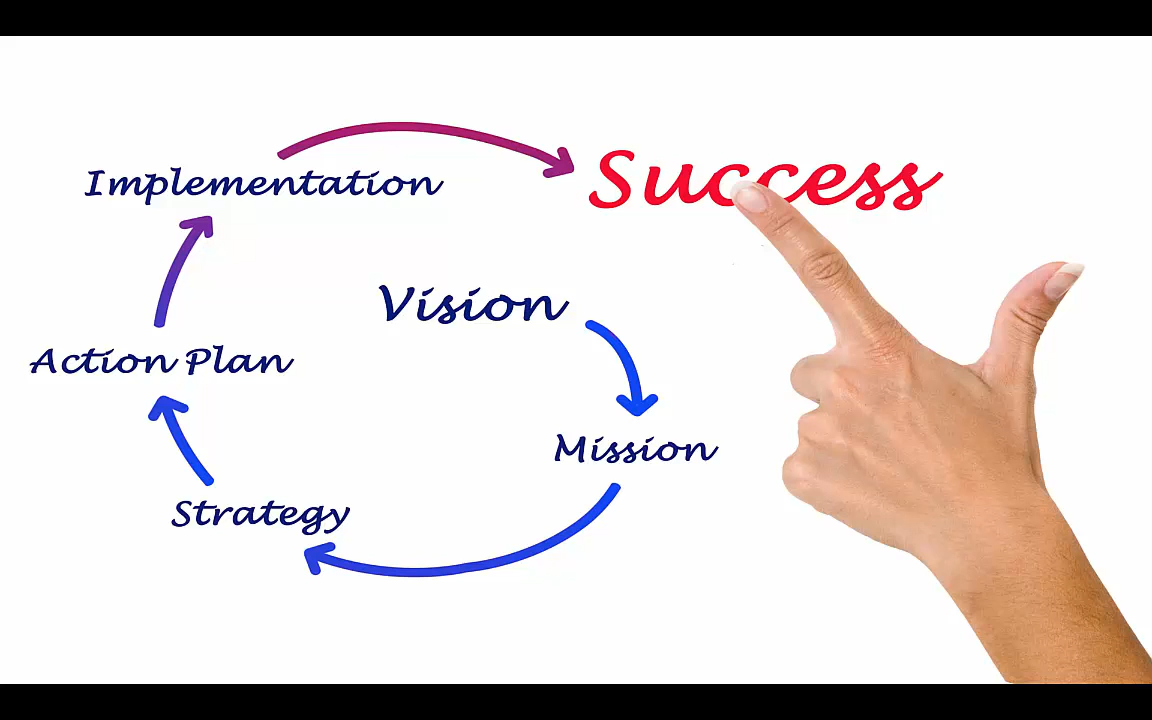 Implementation
Success
Vision
Action Plan
Mission
Strategy